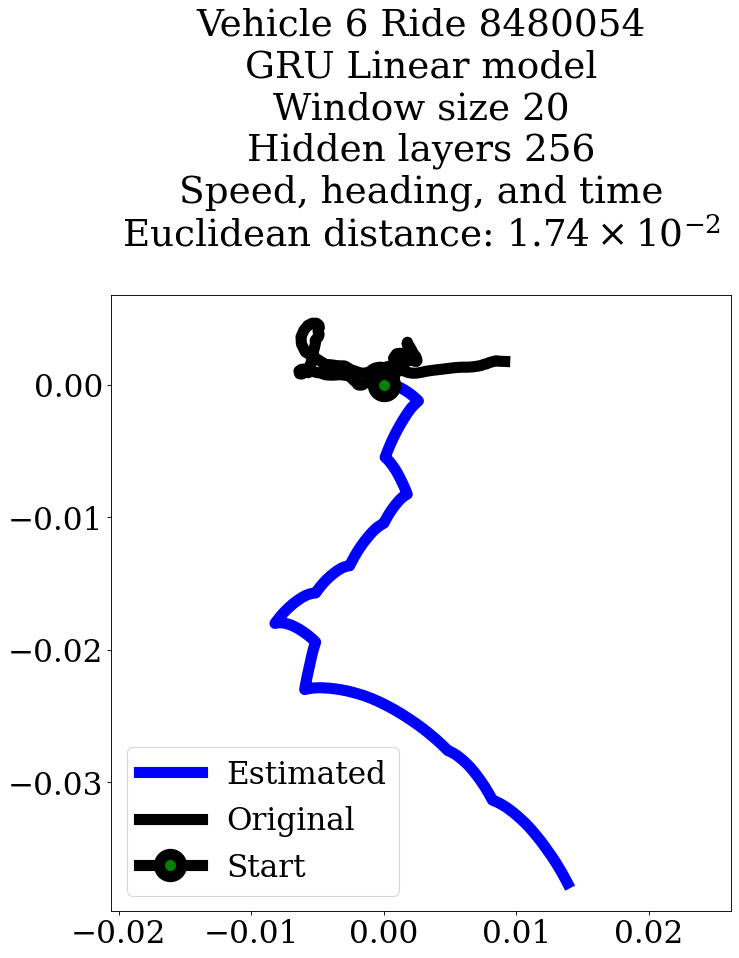 Vehicle 6 Ride 8480054
GRU Linear model
Window size 20
Hidden layers 256
Speed, heading, and time
Euclidean distance: 1.74 × 10⁻²
0.00
−0.01
−0.02
−0.03
Estimated
Original
Start
−0.02 −0.01 0.00 0.01 0.02